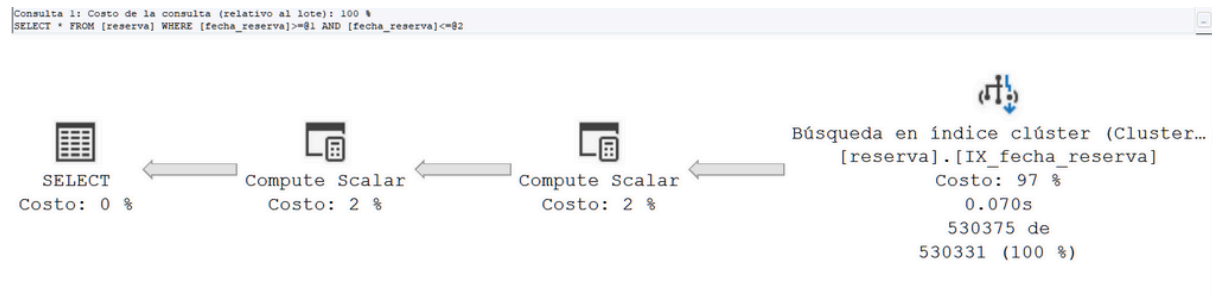 Consulta 1: Costo de la consulta (relativo al lote): 100 %
SELECT * FROM [reserva] WHERE [fecha_reserva]>=@1 AND [fecha_reserva]<=@2
...
Búsqueda en índice clúster (Cluster…
[reserva].[IX_fecha_reserva]
Costo: 97 %
0.070s
530375 de
530331 (100 %)
Compute Scalar
Costo: 2 %
Compute Scalar
Costo: 2 %
SELECT
Costo: 0 %